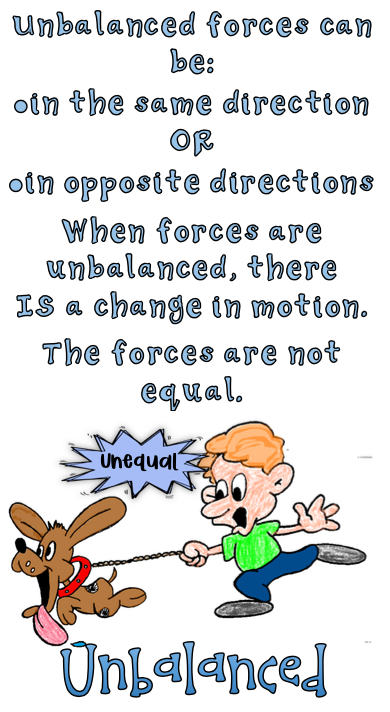 Unbalanced forces can
be:
•in the same direction
OR
•in opposite directions
When forces are
unbalanced, there
IS a change in motion.
The forces are not
equal.
unequal
Unbalanced